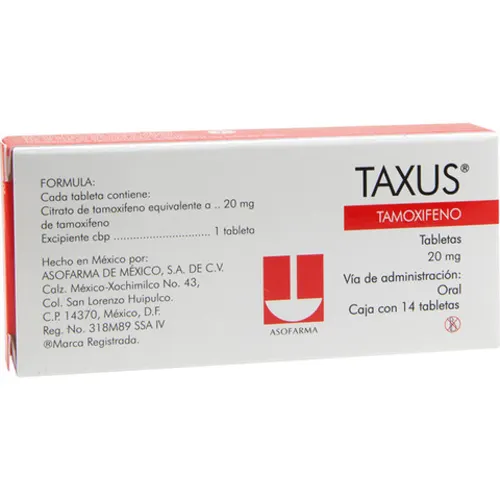 FORMULA:
Cada tableta contiene:
Citrato de tamoxifeno equivalente a .. 20 mg
de tamoxifeno
Excipiente cbp .............................. 1 tableta
Hecho en México por:
ASOFARMA DE MÉXICO, S.A. DE C.V.
Calz. México-Xochimilco No. 43,
Col. San Lorenzo Huipulco.
C.P. 14370, México, D.F.
Reg. No. 318M89 SSA IV
®Marca Registrada.
ASOFARMA
TAXUS®
TAMOXIFENO
Tabletas
20 mg
Vía de administración:
Oral
Caja con 14 tabletas